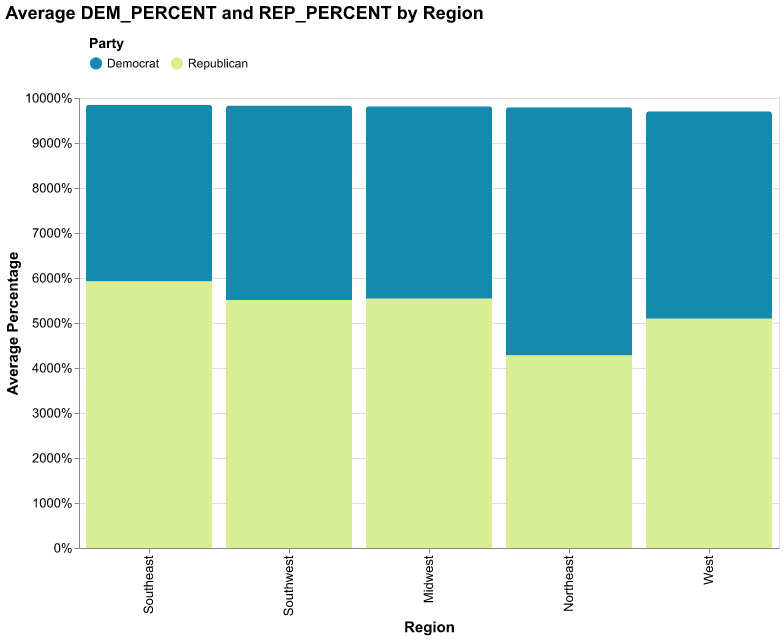 Average DEM_PERCENT and REP_PERCENT by Region
Party
Democrat Republican
10000%
9000%
8000%
7000%
6000%
5000%
4000%
3000%
2000%
1000%
0%
Average Percentage
Southeast
Southwest
Midwest
Northeast
West
Region